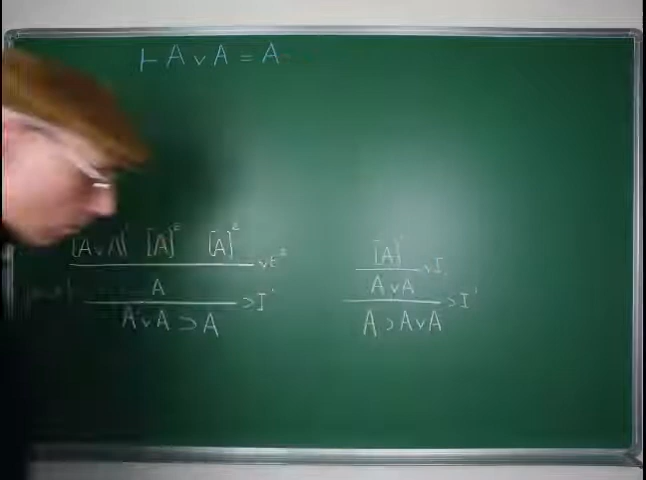 ⊢ A ∨ A = A
[A ∨ A]¹ [A]² [A]² ∨E²
A ⊃I¹
A ∨ A ⊃ A
[A]¹ ∨I
A ∨ A ⊃I¹
A ⊃ A ∨ A